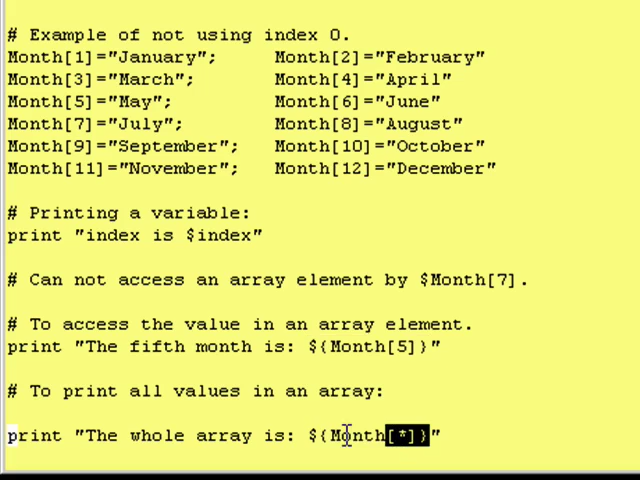 # Example of not using index 0.
Month[1]="January";     Month[2]="February"
Month[3]="March";       Month[4]="April"
Month[5]="May";         Month[6]="June"
Month[7]="July";        Month[8]="August"
Month[9]="September";   Month[10]="October"
Month[11]="November";   Month[12]="December"
# Printing a variable:
print "index is $index"
# Can not access an array element by $Month[7].
# To access the value in an array element.
print "The fifth month is: ${Month[5]}"
# To print all values in an array:
print "The whole array is: ${Month[*]}"